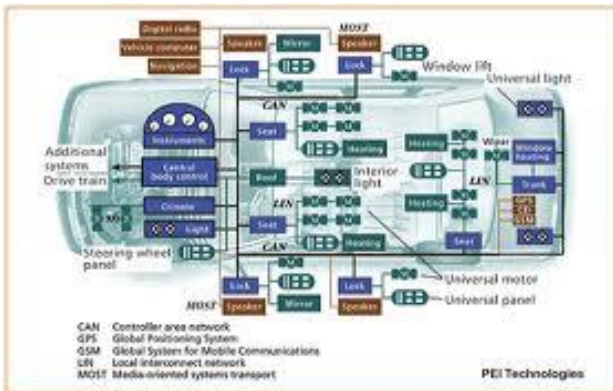 Digital radio
MOST
Vehicle computer
Speaker
Mirror
Speaker
Navigation
Lock
Lock
Window lift
Universal light
CAN
Instruments
Seat
Heating
Heating
Wiper
Window heating
Additional systems
Drive train
Central body control
Roof
Interior light
LIN
Trunk
Climate
LIN
Heating
GPS
CD
GSM
Light
Seat
Heating
Seat
Steering wheel panel
CAN
Universal motor
Lock
Lock
Universal panel
MOST
Speaker
Mirror
Speaker
CAN Controller area network
GPS Global Positioning System
GSM Global System for Mobile Communications
LIN Local interconnect network
MOST Media-oriented systems transport
PEI Technologies